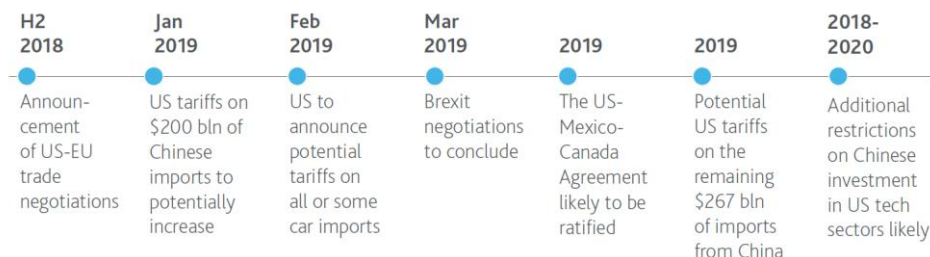 H2
2018
Announ-
cement
of US-EU
trade
negotiations
Jan
2019
US tariffs on
$200 bln of
Chinese
imports to
potentially
increase
Feb
2019
US to
announce
potential
tariffs on
all or some
car imports
Mar
2019
Brexit
negotiations
to conclude
2019
The US-
Mexico-
Canada
Agreement
likely to be
ratified
2019
Potential
US tariffs
on the
remaining
$267 bln
of imports
from China
2018-
2020
Additional
restrictions
on Chinese
investment
in US tech
sectors likely